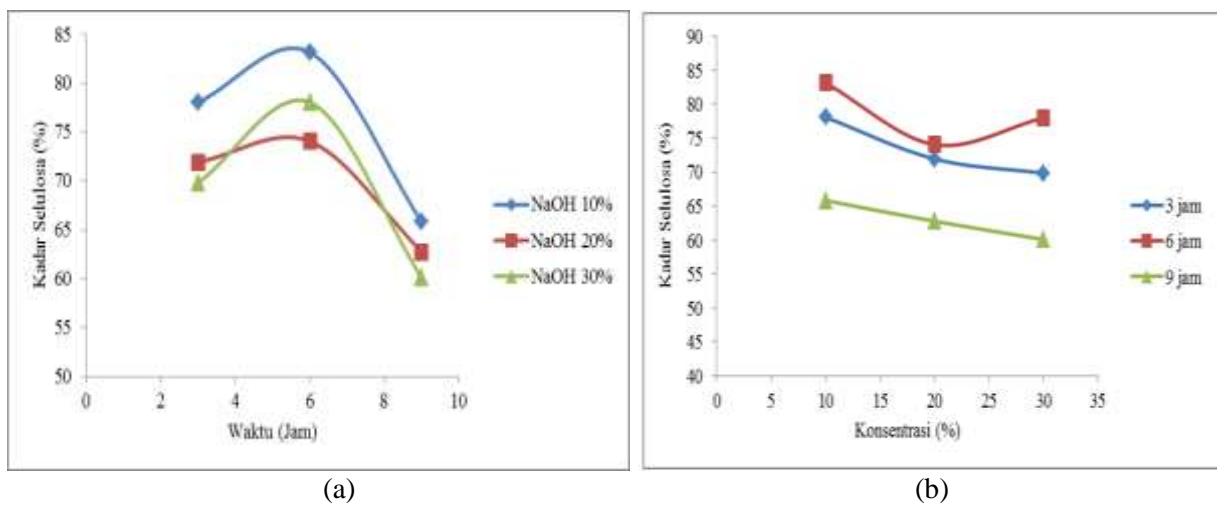 85
80
75
70
65
60
55
50
Kadar Selulosa (%)
0 2 4 6 8 10
Waktu (Jam)
NaOH 10%
NaOH 20%
NaOH 30%
(a)
90
85
80
75
70
65
60
55
50
45
40
Kadar Selulosa (%)
0 5 10 15 20 25 30 35
Konsentrasi (%)
3 jam
6 jam
9 jam
(b)